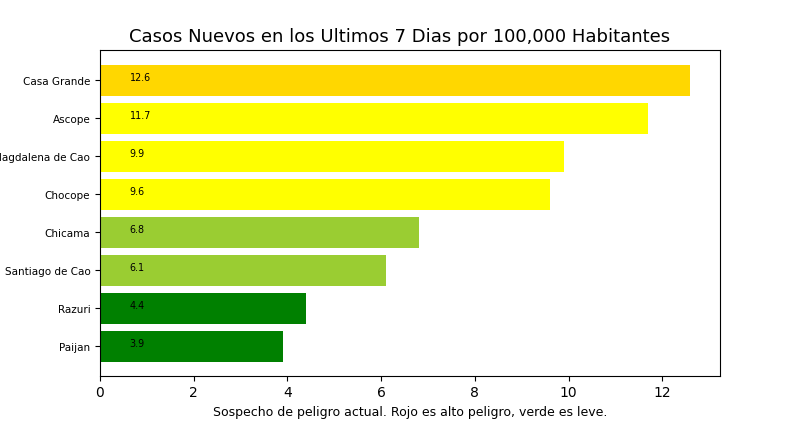 Casos Nuevos en los Ultimos 7 Dias por 100,000 Habitantes
Casa Grande 12.6
Ascope 11.7
de Cao 9.9
Chocope 9.6
Chicama 6.8
Santiago de Cao 6.1
Razuri 4.4
Paijan 3.9
0 2 4 6 8 10 12
Sospecho de peligro actual. Rojo es alto peligro, verde es leve.